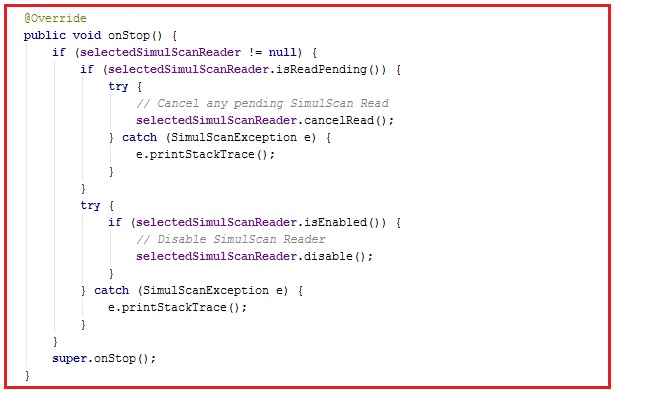 @Override
public void onStop() {
    if (selectedSimulScanReader != null) {
        if (selectedSimulScanReader.isReadPending()) {
            try {
                // Cancel any pending SimulScan Read
                selectedSimulScanReader.cancelRead();
            } catch (SimulScanException e) {
                e.printStackTrace();
            }
        }
        try {
            if (selectedSimulScanReader.isEnabled()) {
                // Disable SimulScan Reader
                selectedSimulScanReader.disable();
            }
        } catch (SimulScanException e) {
            e.printStackTrace();
        }
    }
    super.onStop();
}